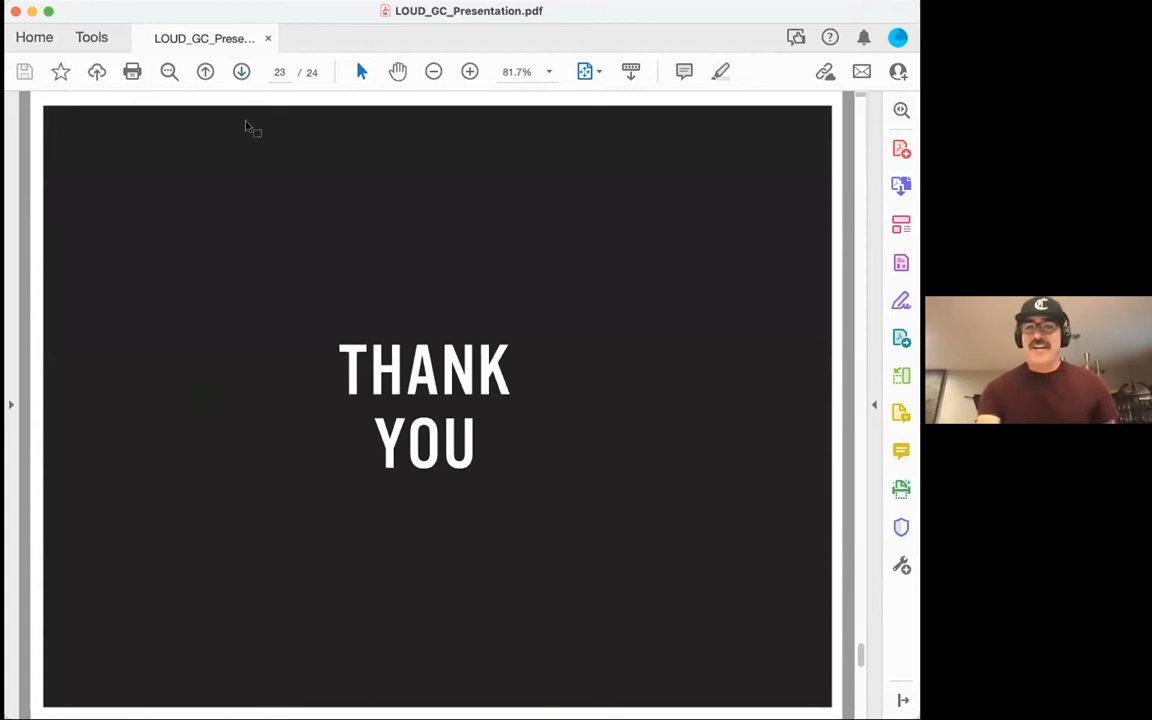 LOUD_GC_Presentation.pdf
Home Tools LOUD_GC_Prese... ×
23 / 24 81.7%
THANK
YOU
C